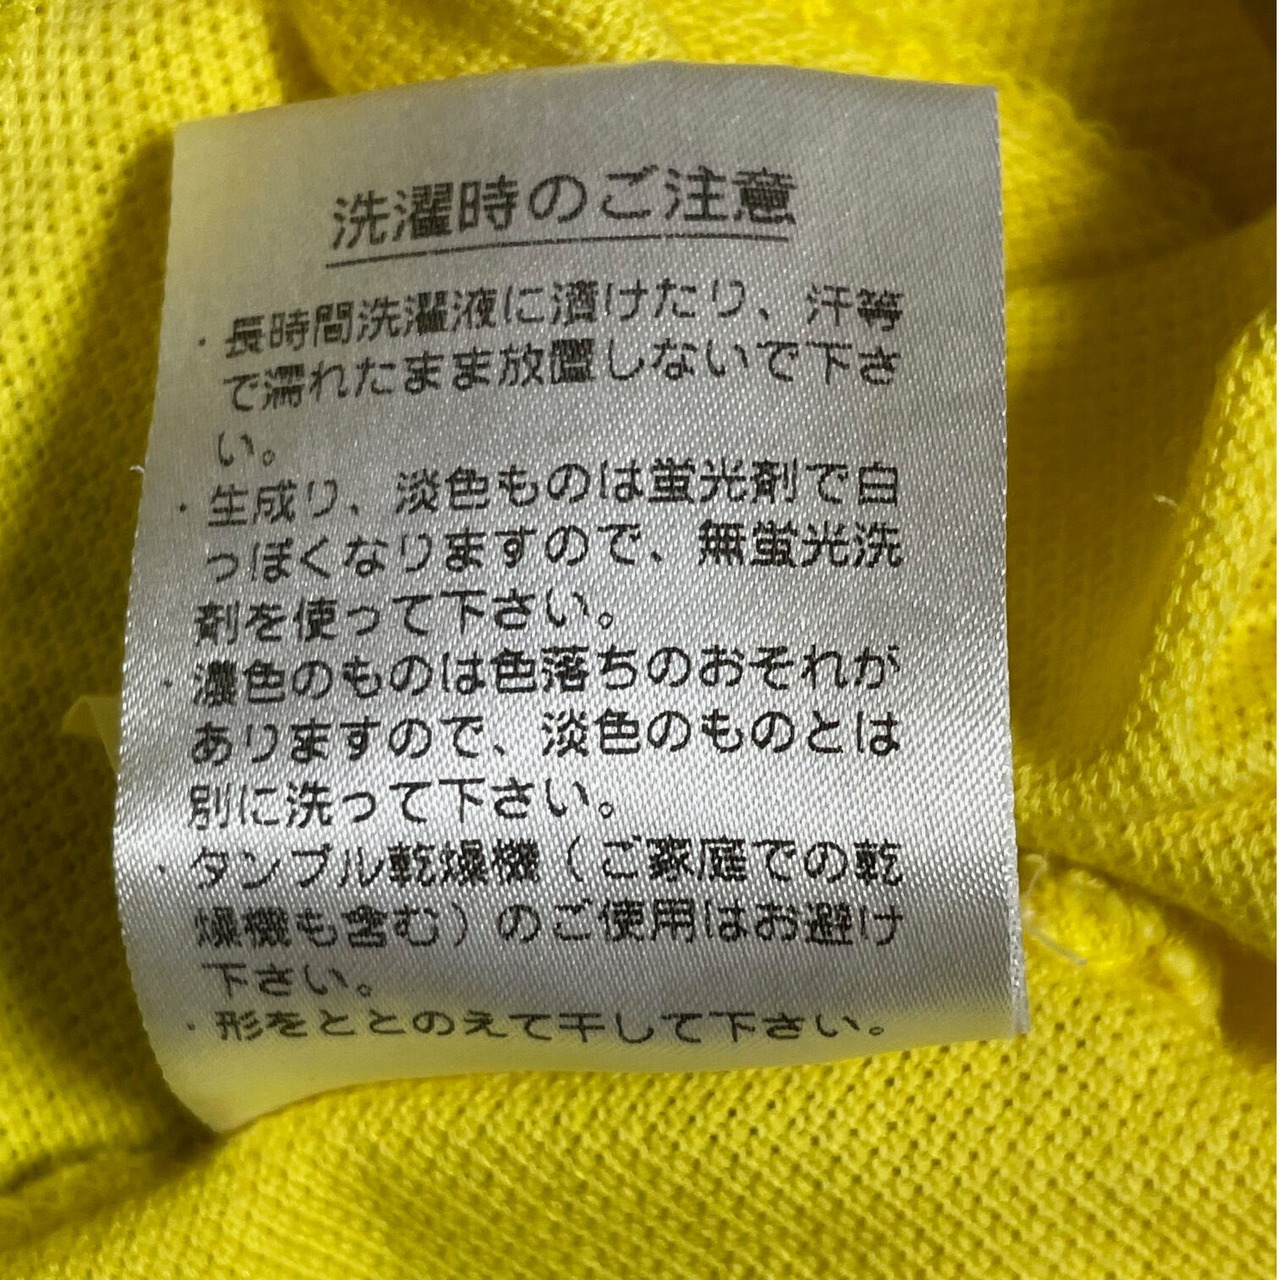 洗濯時のご注意
・長時間洗濯液に漬けたり、汗等
で濡れたまま放置しないで下さ
い。
・生成り、淡色ものは蛍光剤で白
っぽくなりますので、無蛍光洗
剤を使って下さい。
・濃色のものは色落ちのおそれが
ありますので、淡色のものとは
別に洗って下さい。
・タンブル乾燥機（ご家庭での乾
燥機も含む）のご使用はお避け
下さい。
・形をととのえて干して下さい。